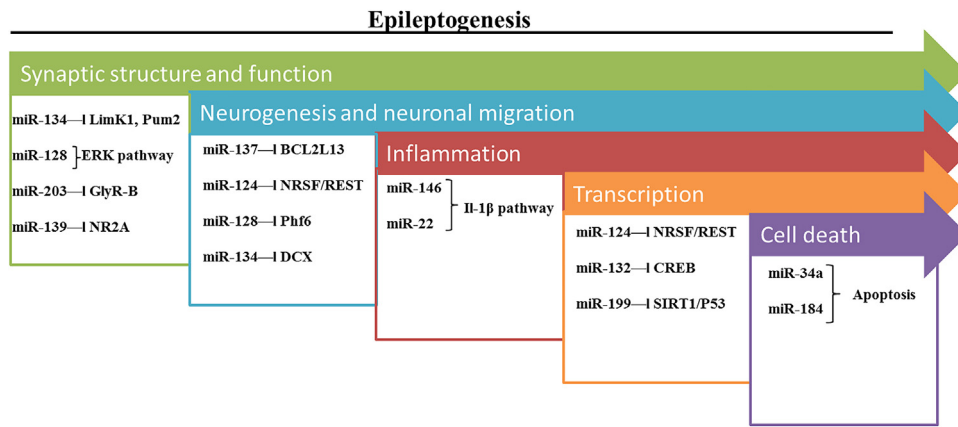 Epileptogenesis
Synaptic structure and function
miR-134—| LimK1, Pum2
miR-128 ERK pathway
miR-203—| GlyR-B
miR-139—| NR2A
Neurogenesis and neuronal migration
miR-137—| BCL2L13
miR-124—| NRSF/REST
miR-128—| Phf6
miR-134—| DCX
Inflammation
miR-146
miR-22
Il-1β pathway
Transcription
miR-124—| NRSF/REST
miR-132—| CREB
miR-199—| SIRT1/P53
Cell death
miR-34a
miR-184
Apoptosis